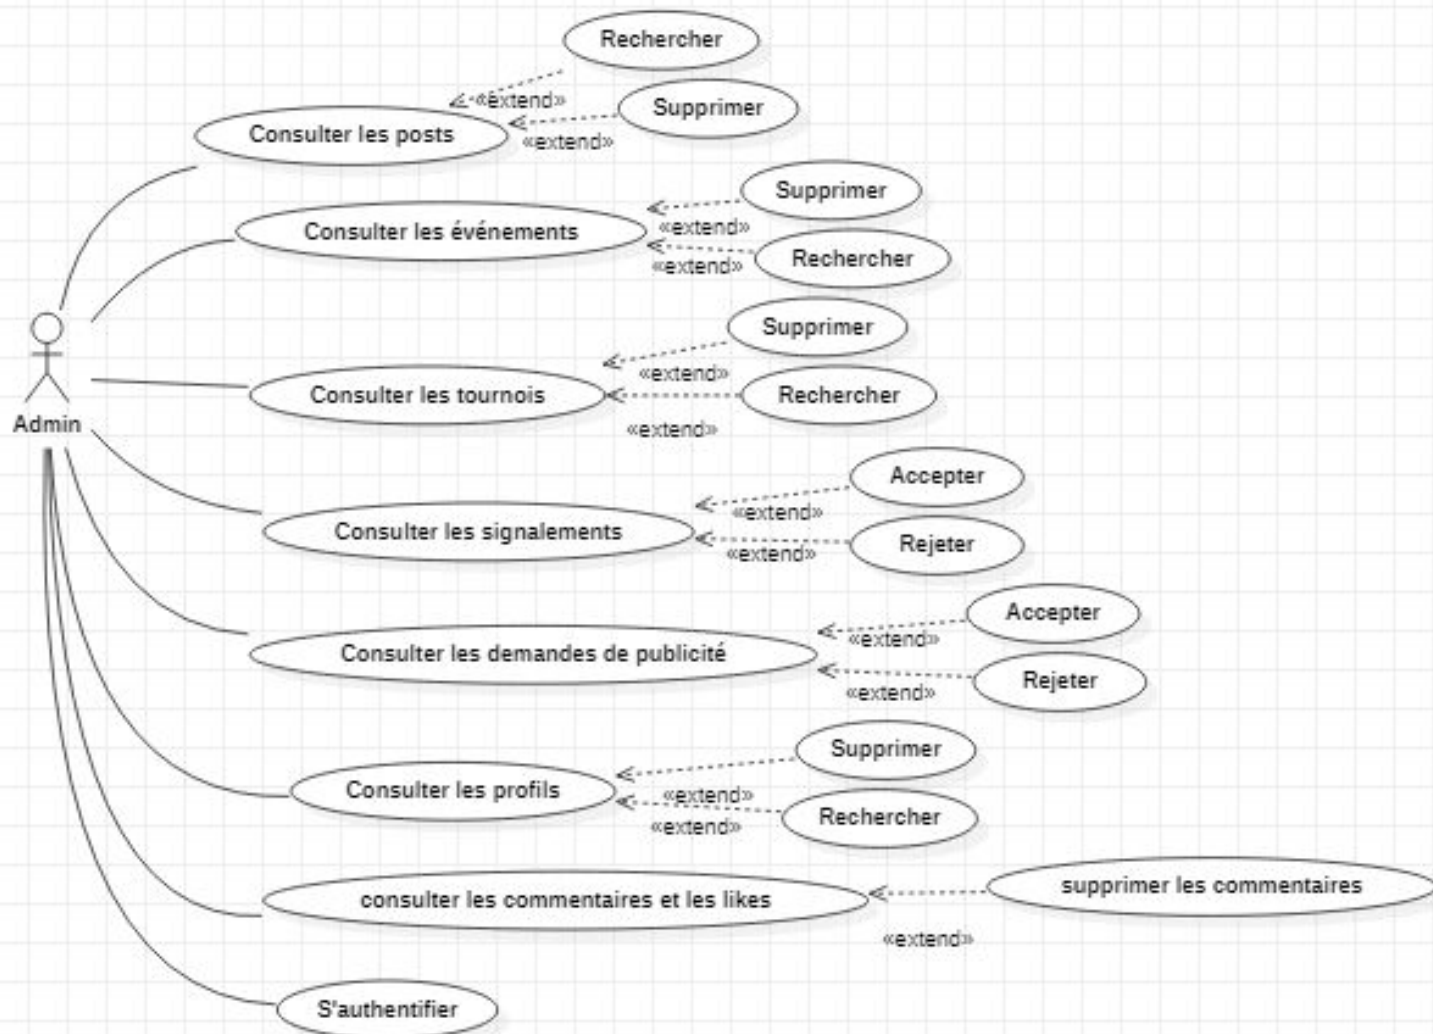 Rechercher
«extend»
Supprimer
Consulter les posts
«extend»
Supprimer
«extend»
Consulter les événements
Rechercher
«extend»
Supprimer
«extend»
Consulter les tournois
Rechercher
«extend»
Admin
Accepter
«extend»
Consulter les signalements
Rejeter
«extend»
Accepter
«extend»
Consulter les demandes de publicité
Rejeter
«extend»
Supprimer
«extend»
Consulter les profils
Rechercher
«extend»
supprimer les commentaires
consulter les commentaires et les likes
«extend»
S'authentifier